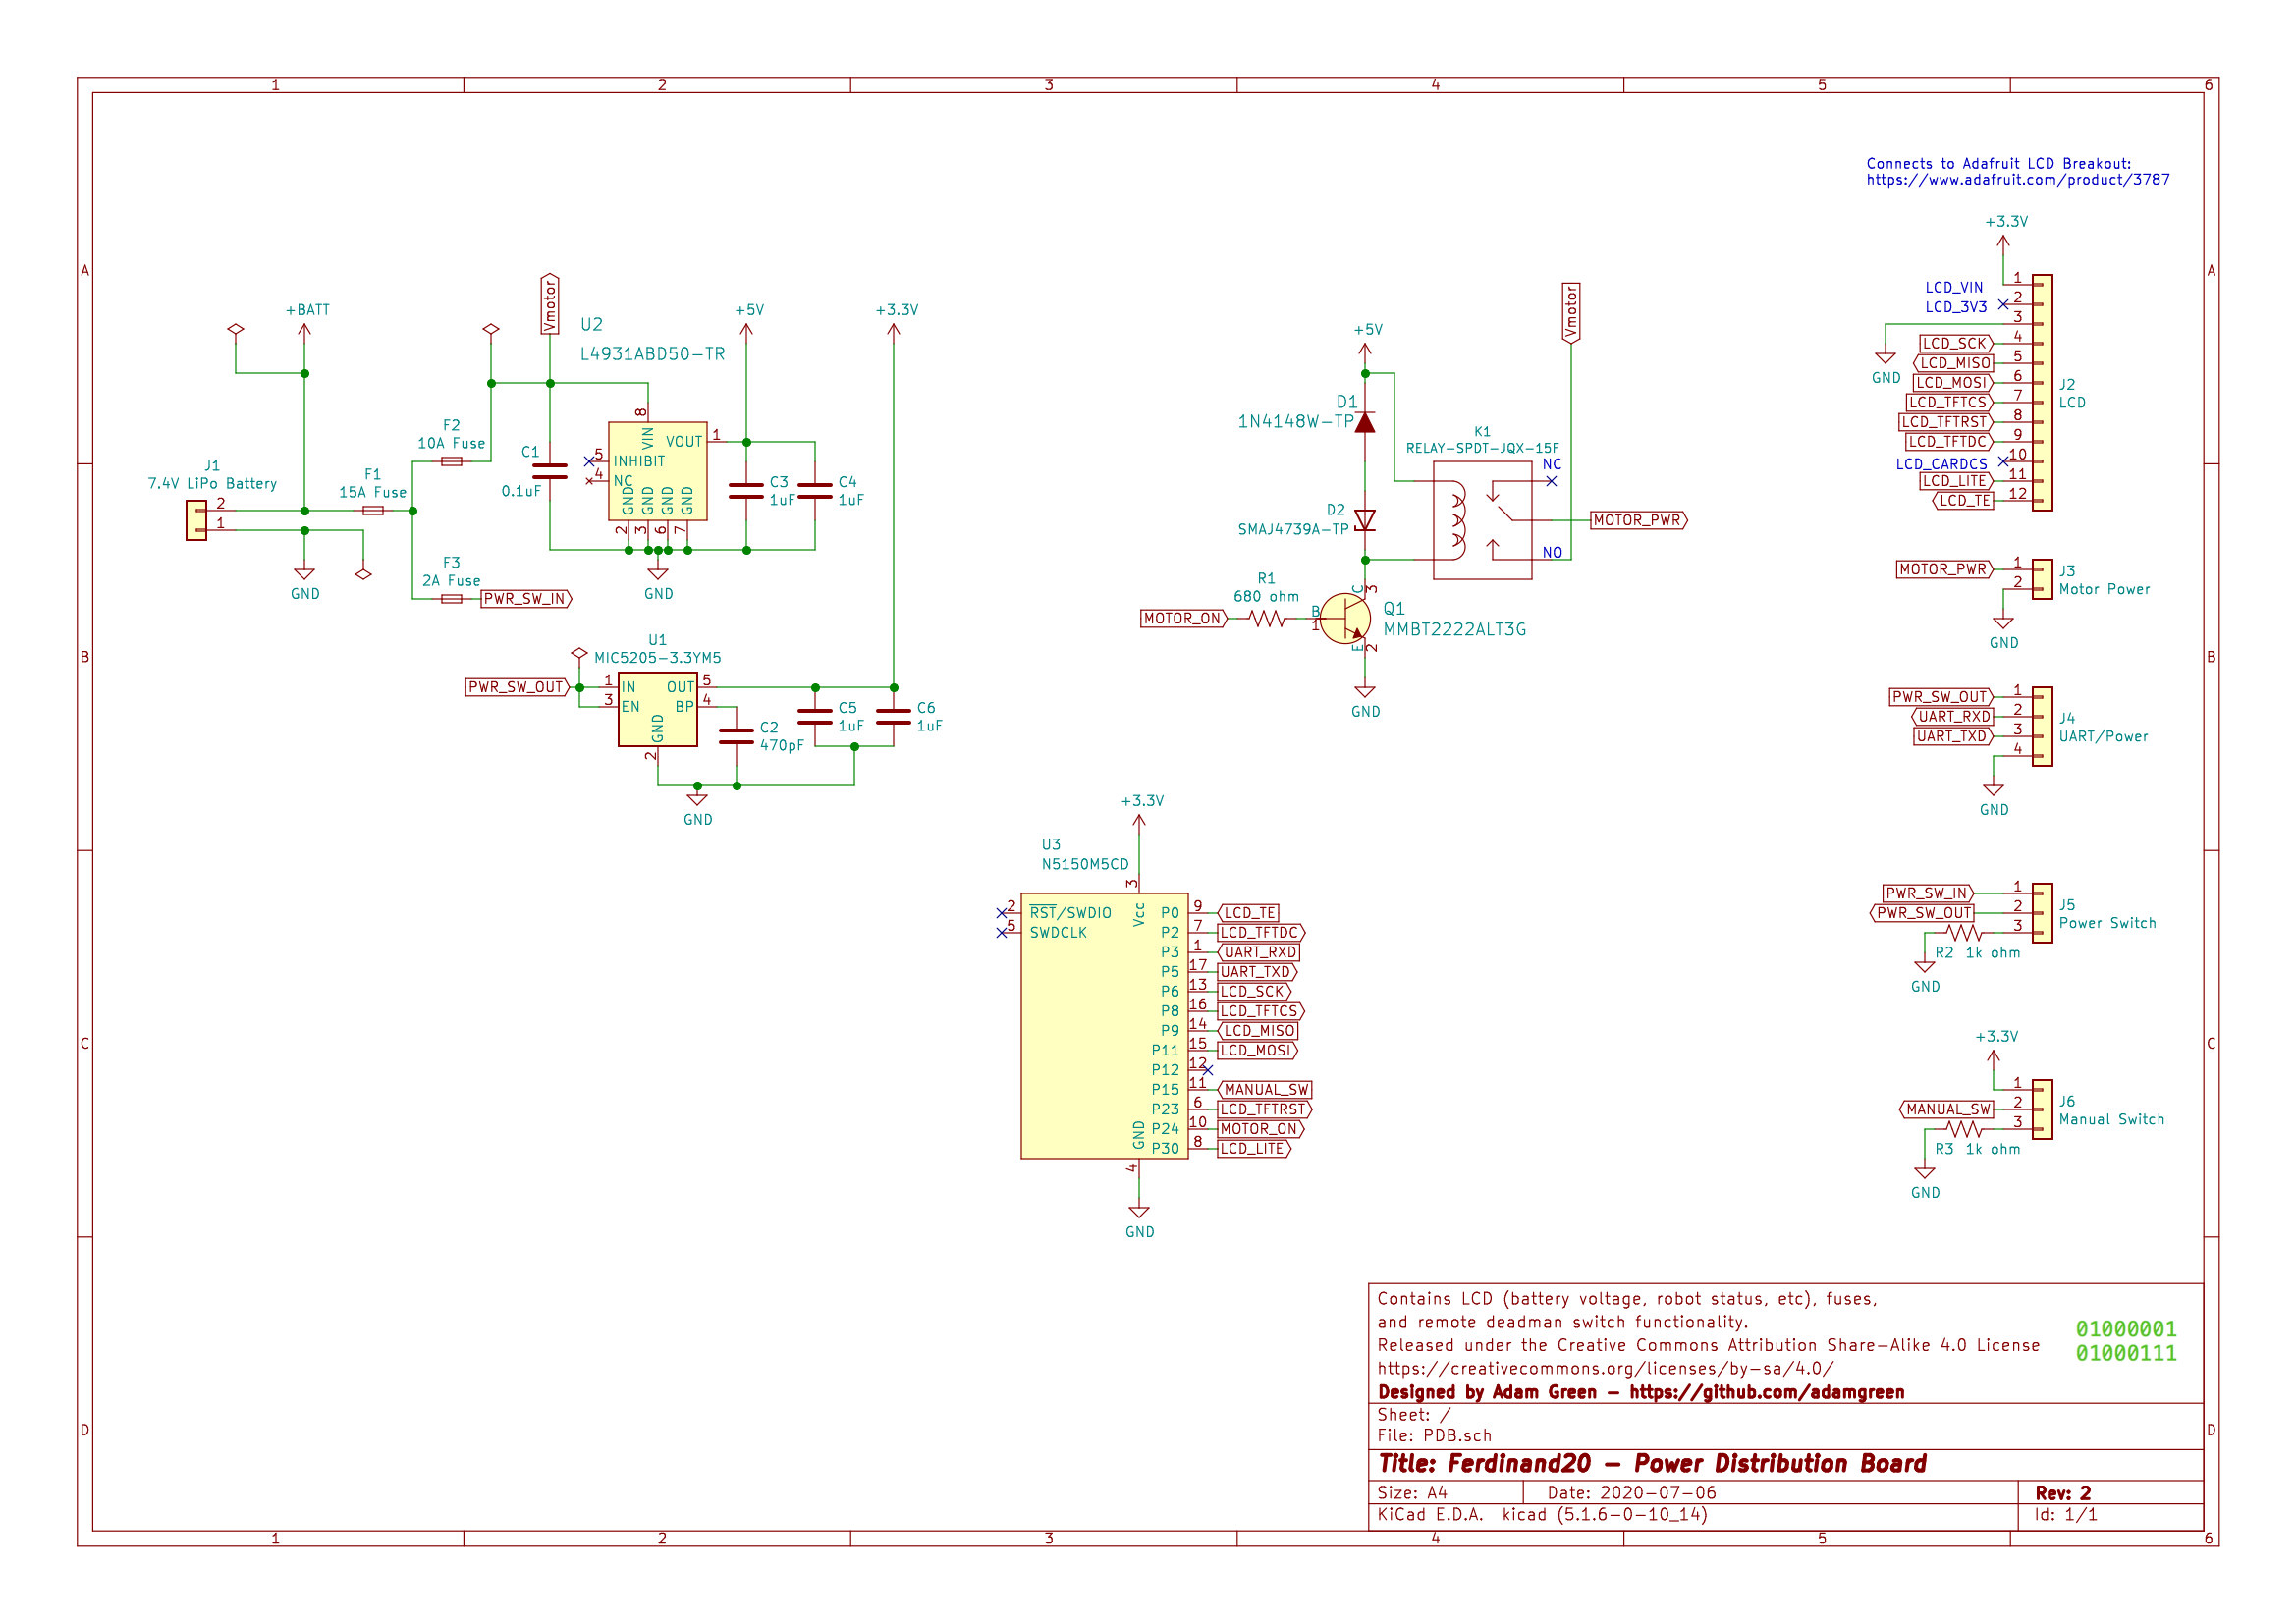 1 2 3 4 5 6
A
B
C
D
A
B
C
D
1 2 3 4 5 6
+BATT
J1
7.4V LiPo Battery
2
1
GND
F1
15A Fuse
F2
10A Fuse
F3
2A Fuse
PWR_SW_IN
Vmotor
C1
0.1uF
U2
L4931ABD50-TR
8
VIN
VOUT 1
5 INHIBIT
4 NC
GND GND GND GND
2 3 6 7
GND
+5V
C3
1uF
C4
1uF
+3.3V
U1
MIC5205-3.3YM5
PWR_SW_OUT
1 IN OUT 5
3 EN BP 4
GND
2
C2
470pF
C5
1uF
C6
1uF
GND
+5V
D1
1N4148W-TP
D2
SMAJ4739A-TP
K1
RELAY-SPDT-JQX-15F
NC
NO
Vmotor
MOTOR_PWR
MOTOR_ON
R1
680 ohm
B
1
C
3
E
2
Q1
MMBT2222ALT3G
GND
+3.3V
U3
N5150M5CD
3
Vcc
2 RST/SWDIO
5 SWDCLK
P0 9 LCD_TE
P2 7 LCD_TFTDC
P3 1 UART_RXD
P5 17 UART_TXD
P6 13 LCD_SCK
P8 16 LCD_TFTCS
P9 14 LCD_MISO
P11 15 LCD_MOSI
P12 12
P15 11 MANUAL_SW
P23 6 LCD_TFTRST
P24 10 MOTOR_ON
P30 8 LCD_LITE
GND
4
GND
Connects to Adafruit LCD Breakout:
https://www.adafruit.com/product/3787
+3.3V
LCD_VIN 1
LCD_3V3 2
3
GND
LCD_SCK 4
LCD_MISO 5
LCD_MOSI 6
LCD_TFTCS 7
LCD_TFTRST 8
LCD_TFTDC 9
LCD_CARDCS 10
LCD_LITE 11
LCD_TE 12
J2
LCD
MOTOR_PWR 1
2
J3
Motor Power
GND
PWR_SW_OUT 1
UART_RXD 2
UART_TXD 3
4
J4
UART/Power
GND
PWR_SW_IN 1
PWR_SW_OUT 2
3
J5
Power Switch
R2 1k ohm
GND
+3.3V
1
MANUAL_SW 2
3
J6
Manual Switch
R3 1k ohm
GND
Contains LCD (battery voltage, robot status, etc), fuses,
and remote deadman switch functionality.
Released under the Creative Commons Attribution Share-Alike 4.0 License
https://creativecommons.org/licenses/by-sa/4.0/
Designed by Adam Green - https://github.com/adamgreen
01000001
01000111
Sheet: /
File: PDB.sch
Title: Ferdinand20 - Power Distribution Board
Size: A4 Date: 2020-07-06 Rev: 2
KiCad E.D.A. kicad (5.1.6-0-10_14) Id: 1/1